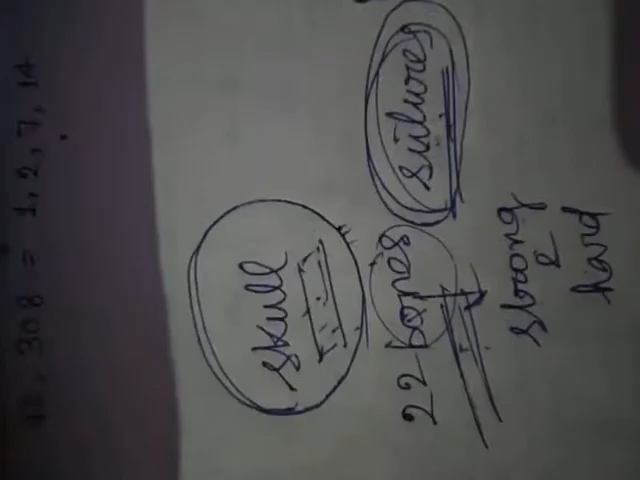 308 = 1, 2, 7, 14
skull
22 bones sutures
strong
&
hard